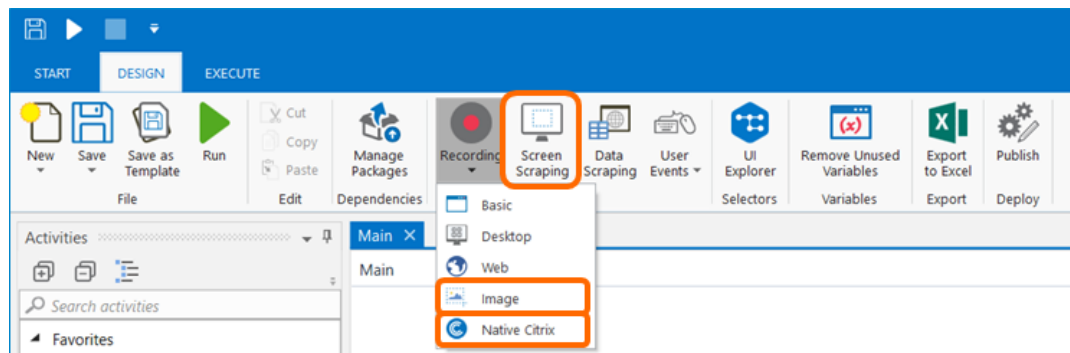 START DESIGN EXECUTE
New Save Save as Template Run Cut Copy Paste Manage Packages Recording Screen Scraping Data Scraping User Events UI Explorer Remove Unused Variables Export to Excel Publish
File Edit Dependencies Selectors Variables Export Deploy
Basic
Desktop
Web
Image
Native Citrix
Activities
Search activities
Favorites
Main
Main